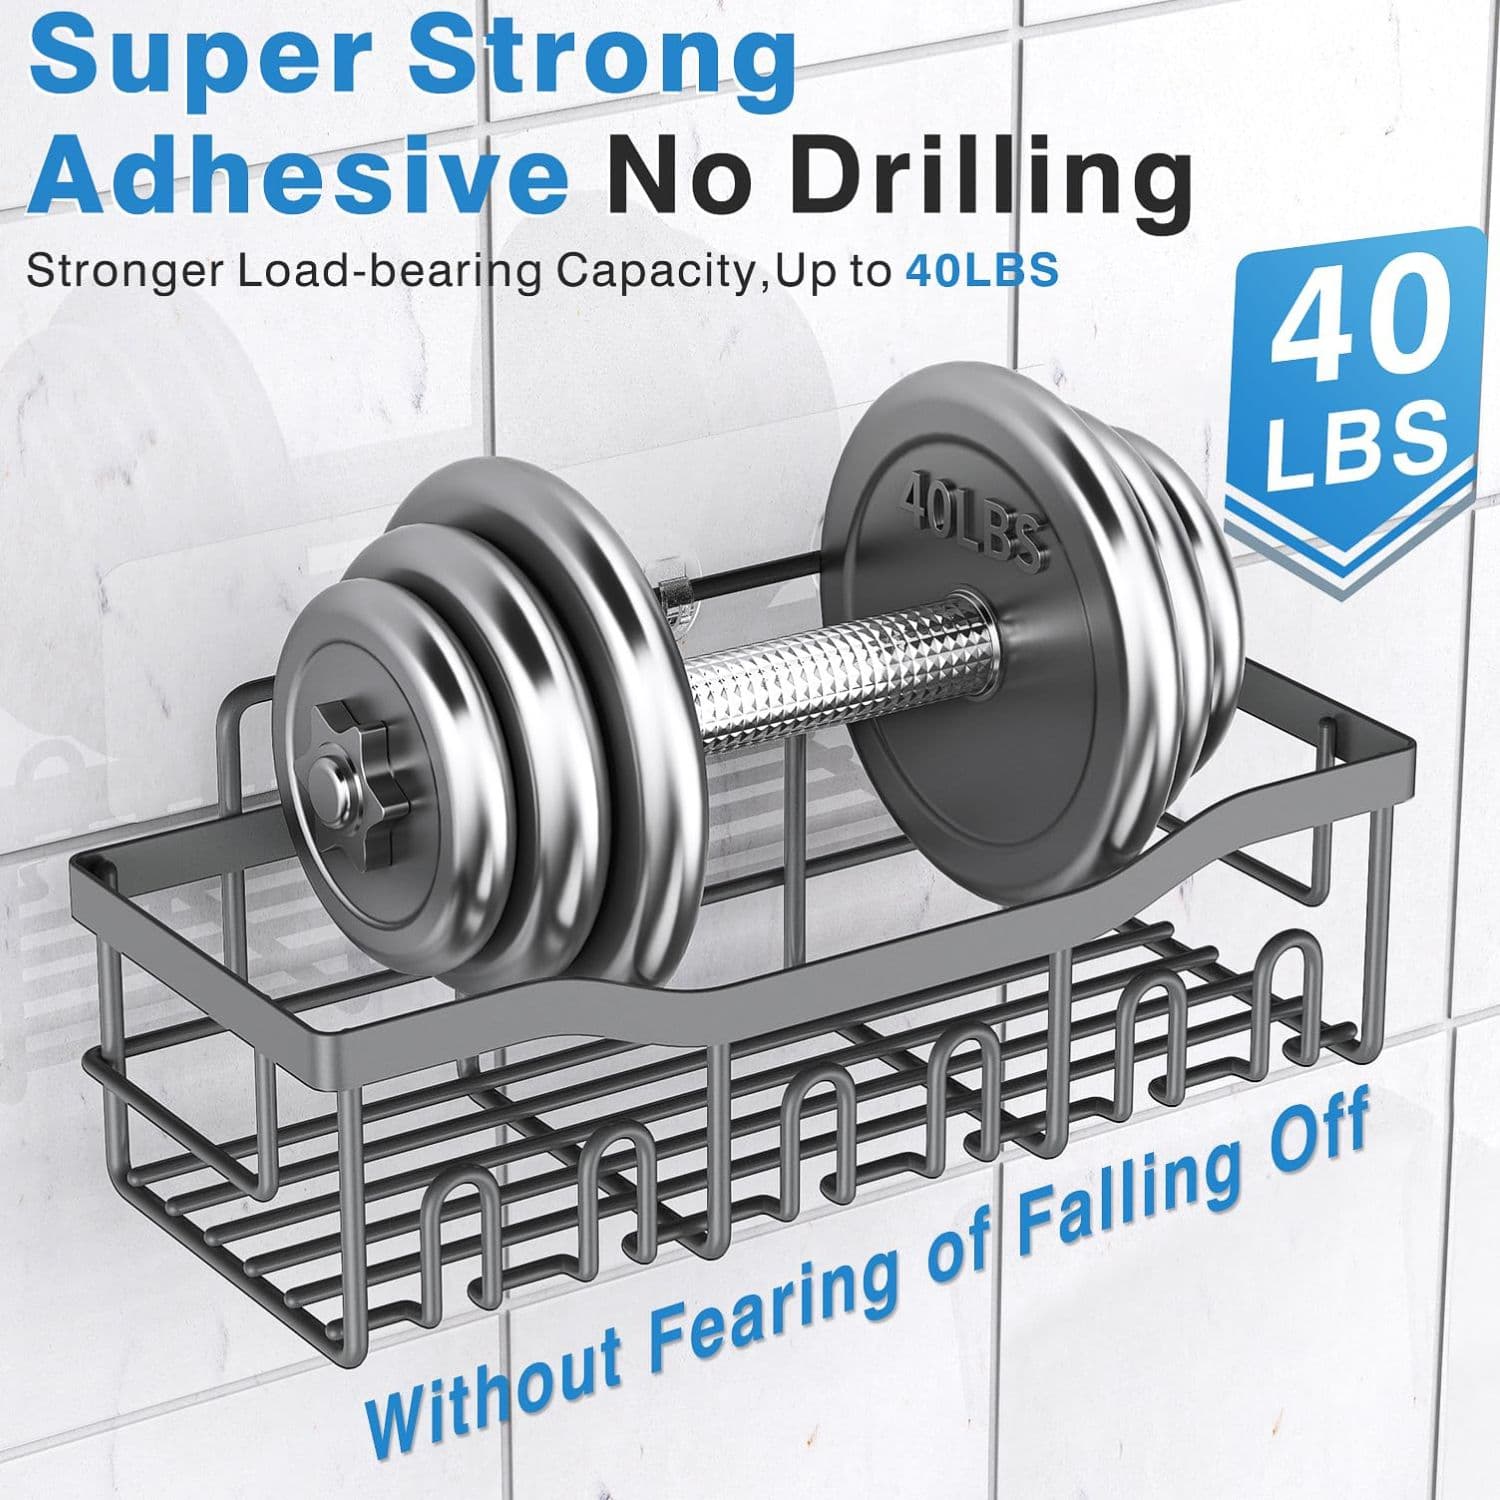 Super Strong
Adhesive No Drilling
Stronger Load-bearing Capacity,Up to 40LBS
40
LBS
40LBS
Without Fearing of Falling Off